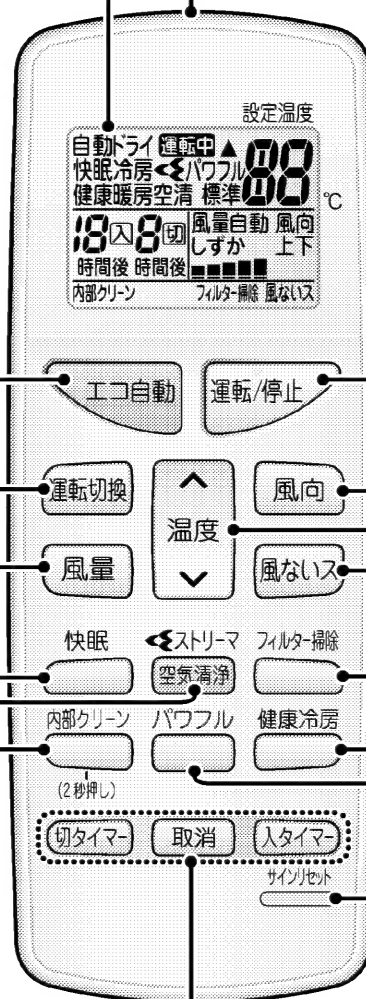 設定温度
自動ドライ 運転中 ▲ 88
快眠冷房 パワフル
健康暖房空清 標準 ℃
18 入 8 切 風量自動 風向
しずか 上下
時間後 時間後
内部クリーン フィルター掃除 風ないス
エコ自動 運転/停止
運転切換 風向
温度
風量 風ないス
快眠 ストリーマ フィルター掃除
空気清浄
内部クリーン パワフル 健康冷房
(2秒押し)
切タイマー 取消 入タイマー
サインリセット